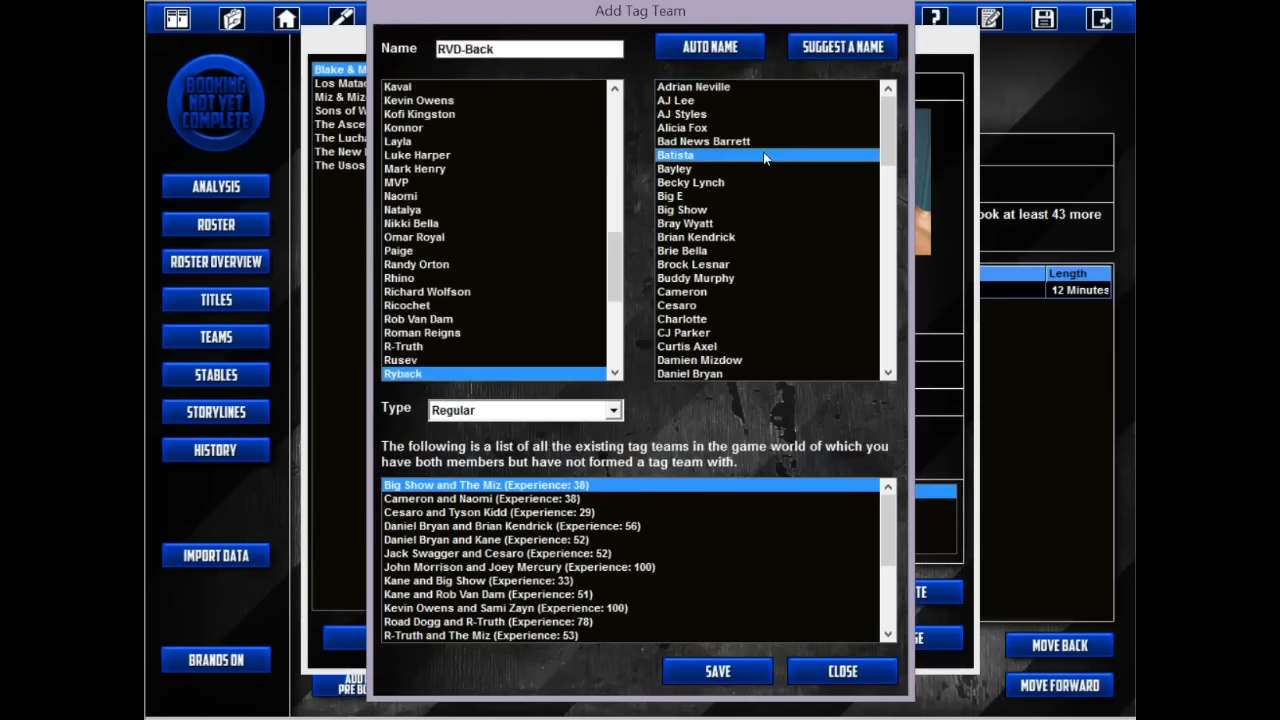 Add Tag Team
Name
RVD-Back
AUTO NAME
SUGGEST A NAME
BOOKING
NOT YET
COMPLETE
ANALYSIS
ROSTER
ROSTER OVERVIEW
TITLES
TEAMS
STABLES
STORYLINES
HISTORY
IMPORT DATA
BRANDS ON
Blake & M
Los Matac
Miz & Miz
Sons of W
The Asce
The Lucha
The New
The Usos
Kaval
Kevin Owens
Kofi Kingston
Konnor
Layla
Luke Harper
Mark Henry
MVP
Naomi
Natalya
Nikki Bella
Omar Royal
Paige
Randy Orton
Rhino
Richard Wolfson
Ricochet
Rob Van Dam
Roman Reigns
R-Truth
Rusev
Ryback
Adrian Neville
AJ Lee
AJ Styles
Alicia Fox
Bad News Barrett
Batista
Bayley
Becky Lynch
Big E
Big Show
Bray Wyatt
Brian Kendrick
Brie Bella
Brock Lesnar
Buddy Murphy
Cameron
Cesaro
Charlotte
CJ Parker
Curtis Axel
Damien Mizdow
Daniel Bryan
Type
Regular
The following is a list of all the existing tag teams in the game world of which you
have both members but have not formed a tag team with.
Big Show and The Miz (Experience: 38)
Cameron and Naomi (Experience: 38)
Cesaro and Tyson Kidd (Experience: 29)
Daniel Bryan and Brian Kendrick (Experience: 56)
Daniel Bryan and Kane (Experience: 52)
Jack Swagger and Cesaro (Experience: 52)
John Morrison and Joey Mercury (Experience: 100)
Kane and Big Show (Experience: 33)
Kane and Rob Van Dam (Experience: 51)
Kevin Owens and Sami Zayn (Experience: 100)
Road Dogg and R-Truth (Experience: 78)
R-Truth and The Miz (Experience: 53)
SAVE
CLOSE
ook at least 43 more
Length
12 Minutes
TE
SE
ADD
PRE BO
MOVE BACK
MOVE FORWARD